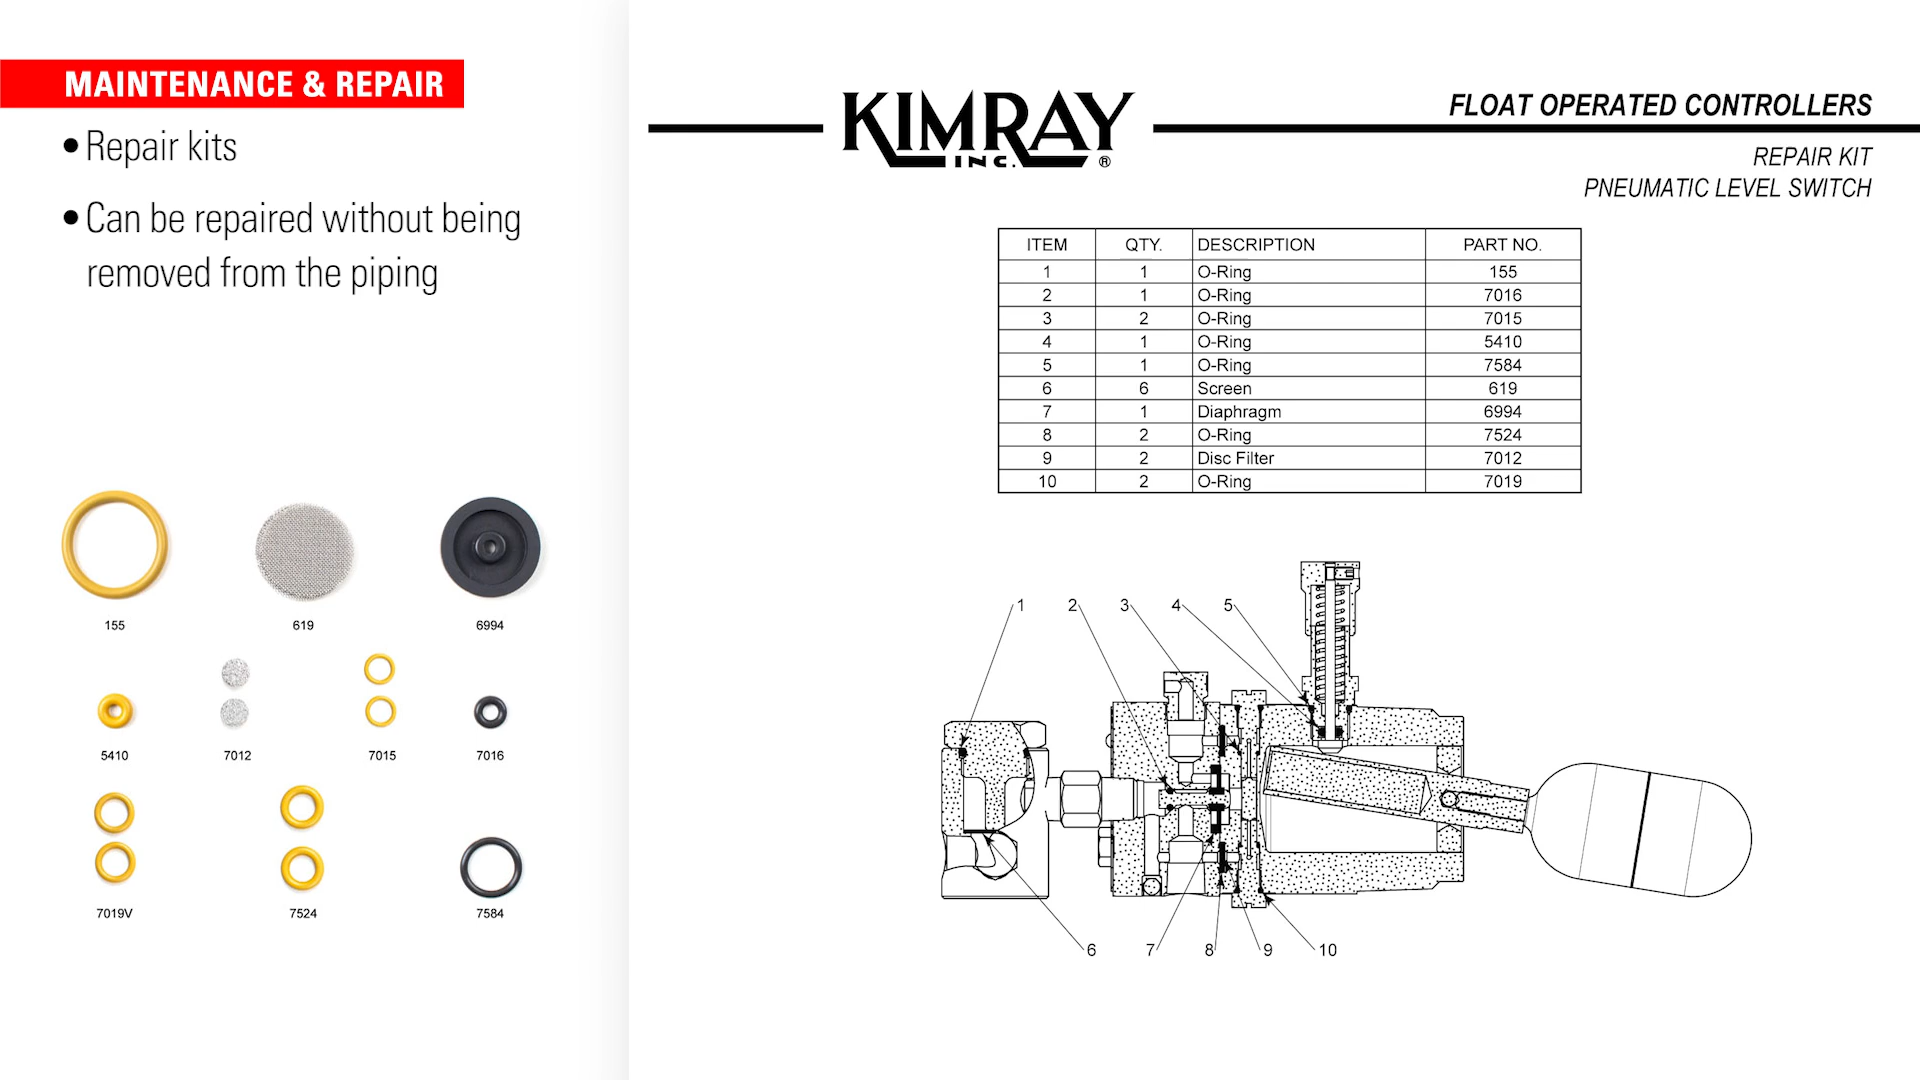 MAINTENANCE & REPAIR
• Repair kits
• Can be repaired without being
removed from the piping
155 619 6994
5410 7012 7015 7016
7019V 7524 7584
KIMRAY
INC. ®
FLOAT OPERATED CONTROLLERS
REPAIR KIT
PNEUMATIC LEVEL SWITCH
ITEM QTY. DESCRIPTION PART NO.
1 1 O-Ring 155
2 1 O-Ring 7016
3 2 O-Ring 7015
4 1 O-Ring 5410
5 1 O-Ring 7584
6 6 Screen 619
7 1 Diaphragm 6994
8 2 O-Ring 7524
9 2 Disc Filter 7012
10 2 O-Ring 7019
1 2 3 4 5
6 7 8 9 10